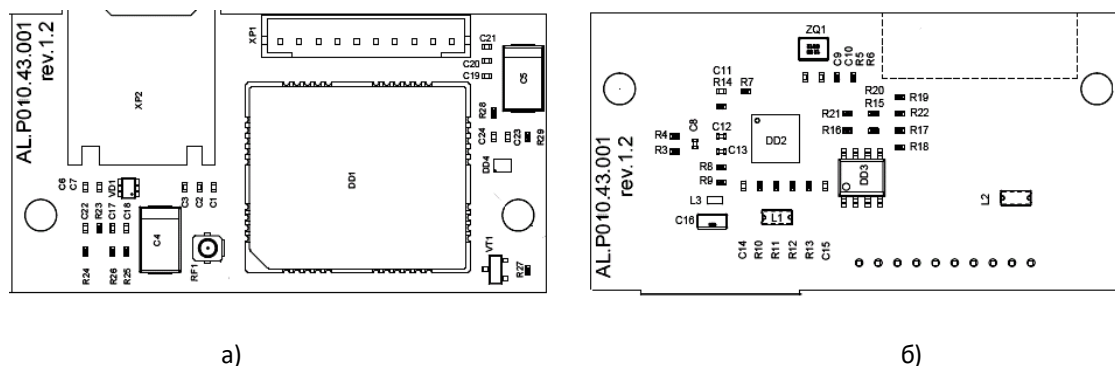 AL.P010.43.001
rev.1.2
XP2
XP1
C21
C20
C19
C5
R28
C24
C23
R29
DD4
DD1
C6
C7
VD1
C3
C2
C1
C22
R23
C17
C18
C4
RF1
R24
R26
R25
VT1
R27
а)
AL.P010.43.001
rev.1.2
ZQ1
C9
C10
R5
R6
C11
R14
R7
R20
R15
R19
R21
R22
R16
R17
R18
R4
R3
C8
C12
C13
DD2
R8
R9
DD3
L3
C16
L1
L2
C14
R10
R11
R12
R13
C15
б)